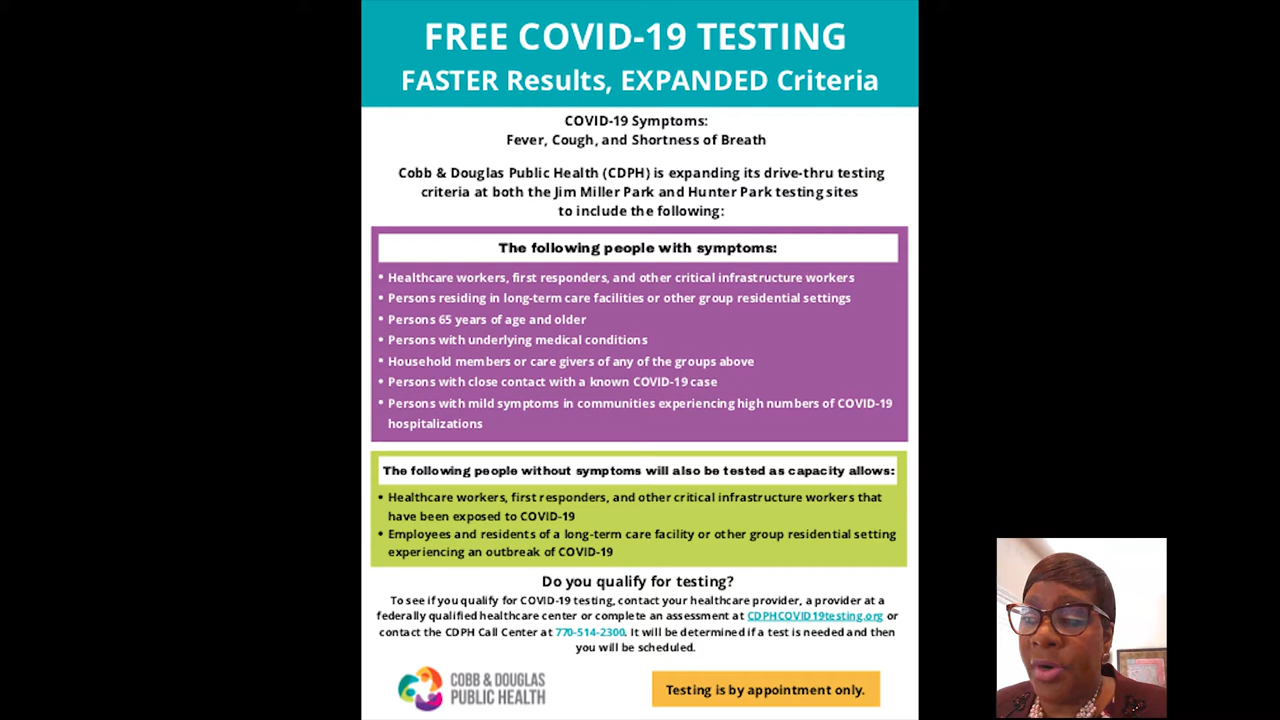 FREE COVID-19 TESTING
FASTER Results, EXPANDED Criteria
COVID-19 Symptoms:
Fever, Cough, and Shortness of Breath
Cobb & Douglas Public Health (CDPH) is expanding its drive-thru testing
criteria at both the Jim Miller Park and Hunter Park testing sites
to include the following:
The following people with symptoms:
• Healthcare workers, first responders, and other critical infrastructure workers
• Persons residing in long-term care facilities or other group residential settings
• Persons 65 years of age and older
• Persons with underlying medical conditions
• Household members or care givers of any of the groups above
• Persons with close contact with a known COVID-19 case
• Persons with mild symptoms in communities experiencing high numbers of COVID-19
hospitalizations
The following people without symptoms will also be tested as capacity allows:
• Healthcare workers, first responders, and other critical infrastructure workers that
have been exposed to COVID-19
• Employees and residents of a long-term care facility or other group residential setting
experiencing an outbreak of COVID-19
Do you qualify for testing?
To see if you qualify for COVID-19 testing, contact your healthcare provider, a provider at a
federally qualified healthcare center or complete an assessment at CDPHCOVID19testing.org or
contact the CDPH Call Center at 770-514-2300. It will be determined if a test is needed and then
you will be scheduled.
COBB & DOUGLAS
PUBLIC HEALTH
Testing is by appointment only.